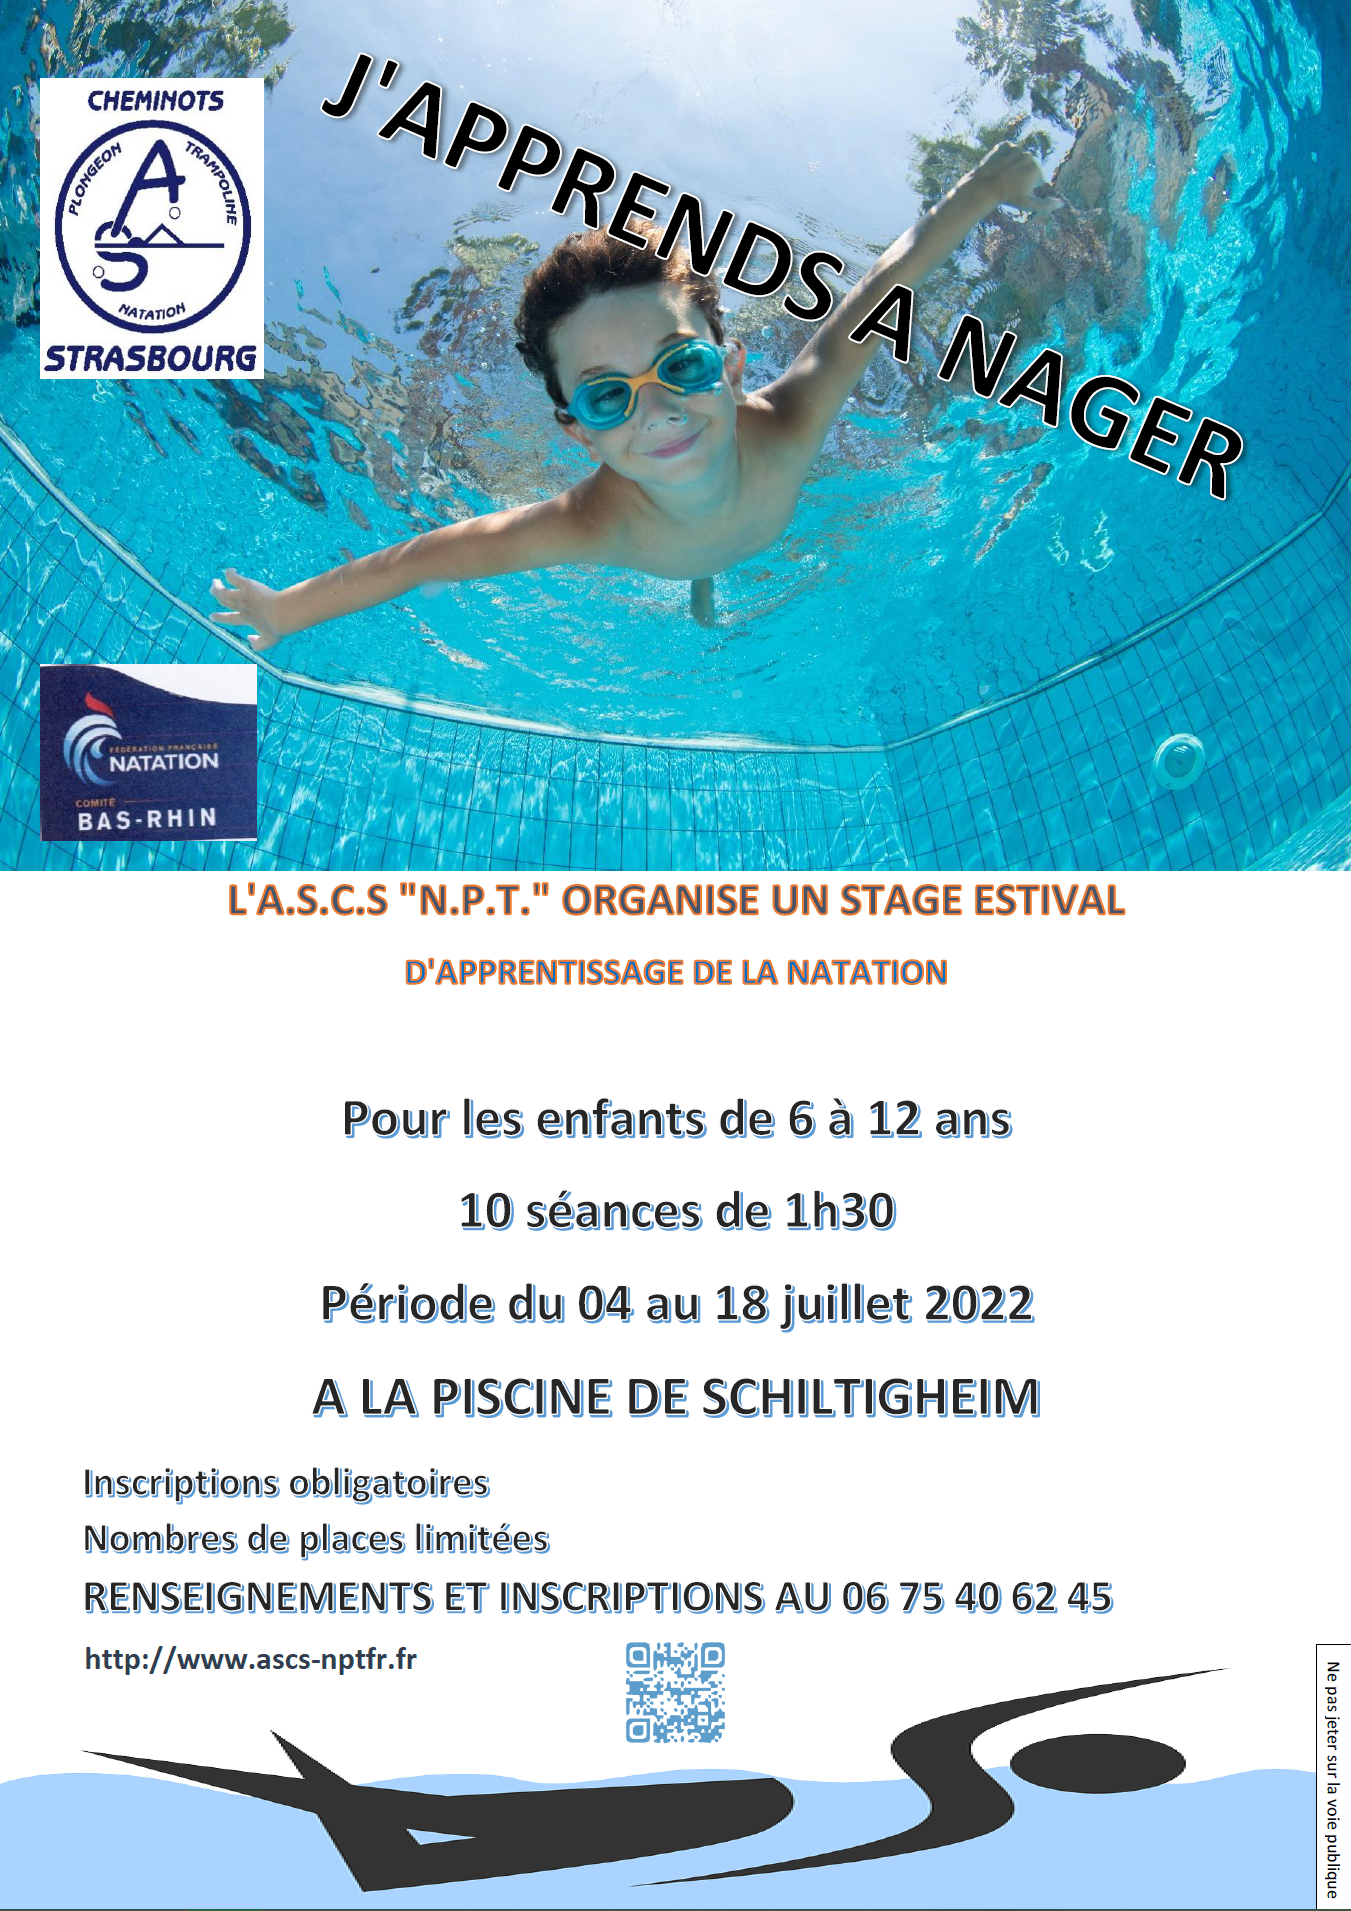 J'APPRENDS A NAGER
CHEMINOTS
PLONGEON
TRAMPOLINE
AS
NATATION
STRASBOURG
FÉDÉRATION FRANÇAISE
NATATION
COMITÉ
BAS-RHIN
L'A.S.C.S "N.P.T." ORGANISE UN STAGE ESTIVAL
D'APPRENTISSAGE DE LA NATATION
Pour les enfants de 6 à 12 ans
10 séances de 1h30
Période du 04 au 18 juillet 2022
A LA PISCINE DE SCHILTIGHEIM
Inscriptions obligatoires
Nombres de places limitées
RENSEIGNEMENTS ET INSCRIPTIONS AU 06 75 40 62 45
http://www.ascs-nptfr.fr
Ne pas jeter sur la voie publique